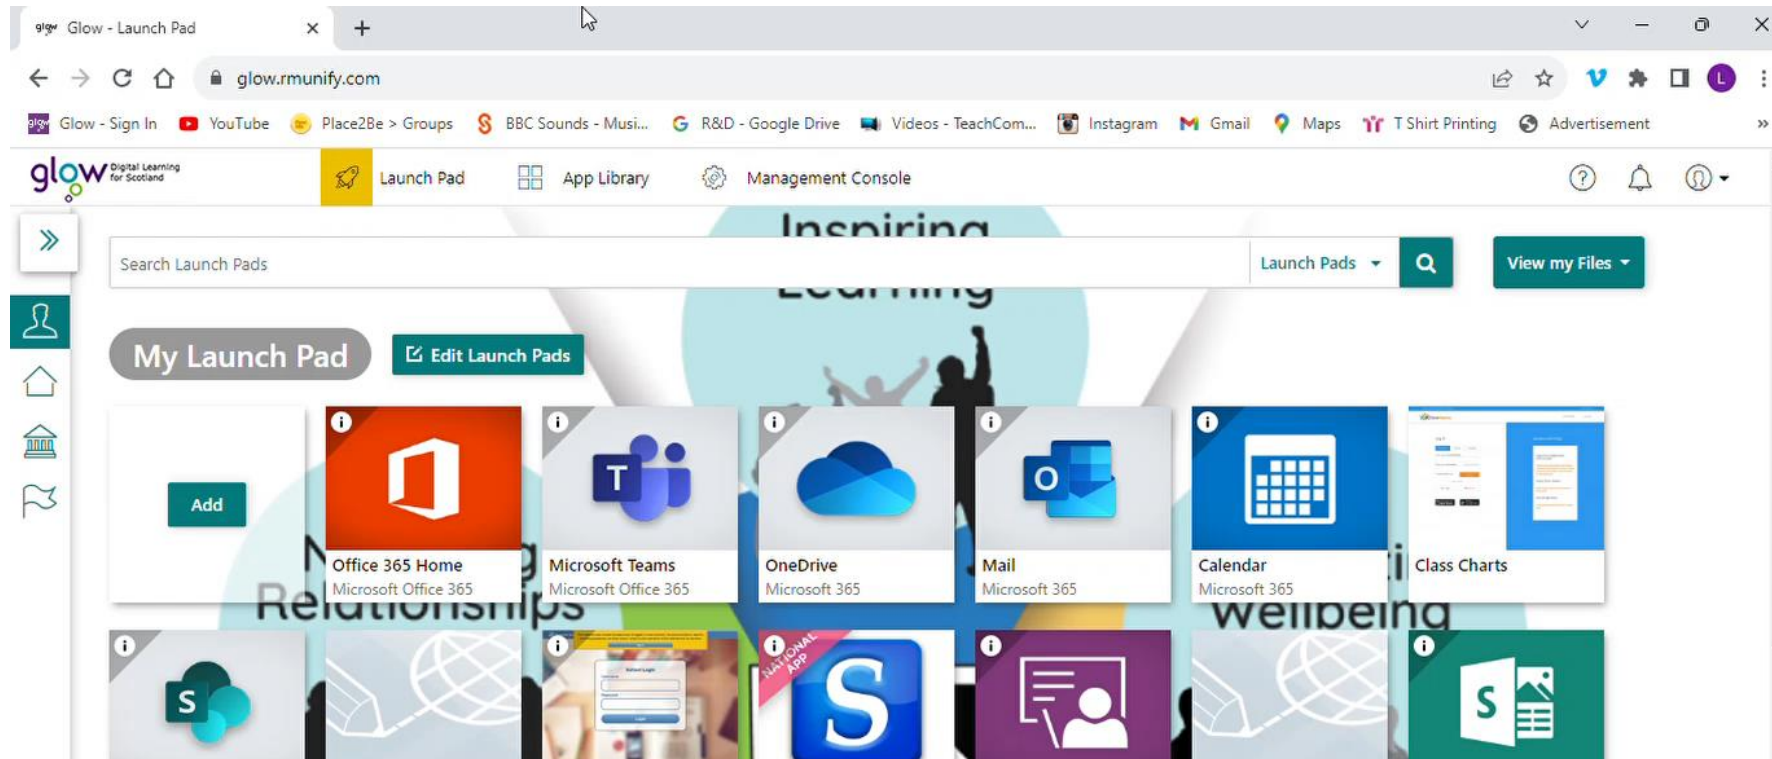 glow Glow - Launch Pad
glow.rmunify.com
L
glow Glow - Sign In YouTube Place2Be > Groups BBC Sounds - Musi... R&D - Google Drive Videos - TeachCom... Instagram Gmail Maps T Shirt Printing Advertisement »
glow Digital Learning
for Scotland
Launch Pad App Library Management Console
Inspiring
Search Launch Pads Launch Pads View my Files
Learning
My Launch Pad Edit Launch Pads
Add
Office 365 Home
Microsoft Office 365
T
Microsoft Teams
Microsoft Office 365
OneDrive
Microsoft 365
O
Mail
Microsoft 365
Calendar
Microsoft 365
Class Charts
Relationships
Wellbeing
S
NATIONAL
APP
S
S